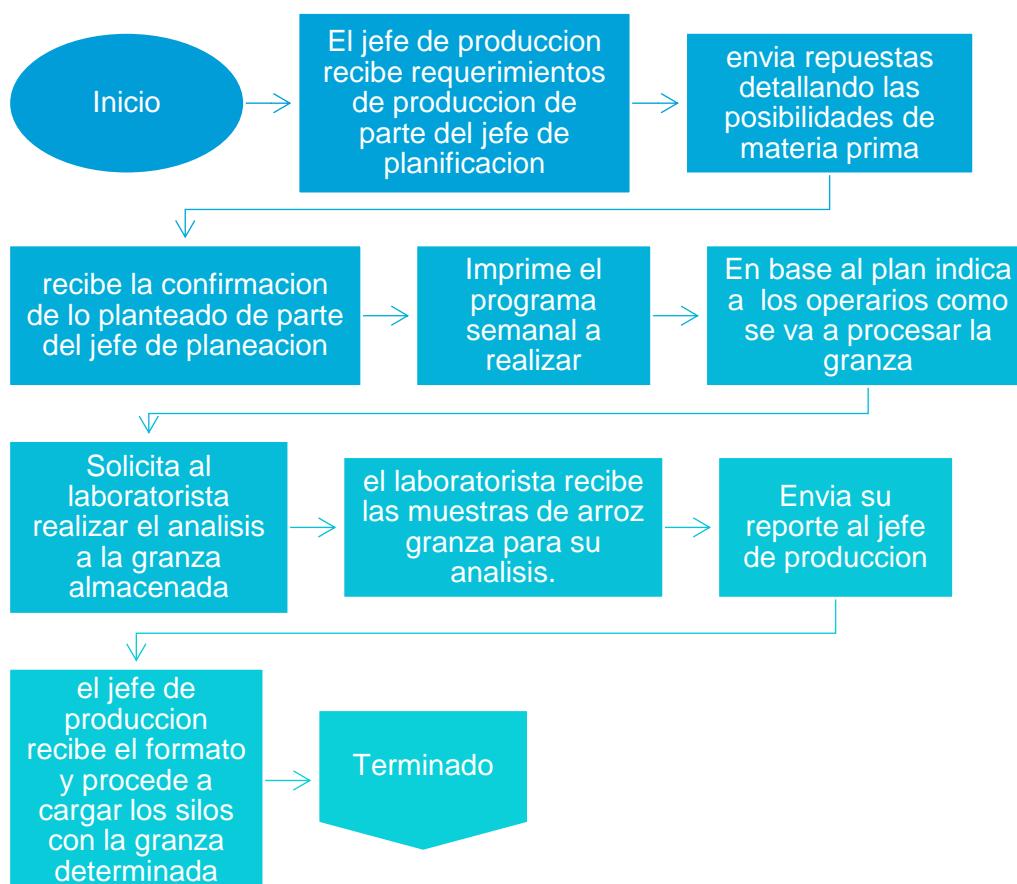 Inicio
El jefe de produccion
recibe requerimientos
de produccion de
parte del jefe de
planificacion
envia repuestas
detallando las
posibilidades de
materia prima
recibe la confirmacion
de lo planteado de parte
del jefe de planeacion
Imprime el
programa
semanal a
realizar
En base al plan indica
a  los operarios como
se va a procesar la
granza
Solicita al
laboratorista
realizar el analisis
a la granza
almacenada
el laboratorista recibe
las muestras de arroz
granza para su
analisis.
Envia su
reporte al jefe
de produccion
el jefe de
produccion
recibe el formato
y procede a
cargar los silos
con la granza
determinada
Terminado